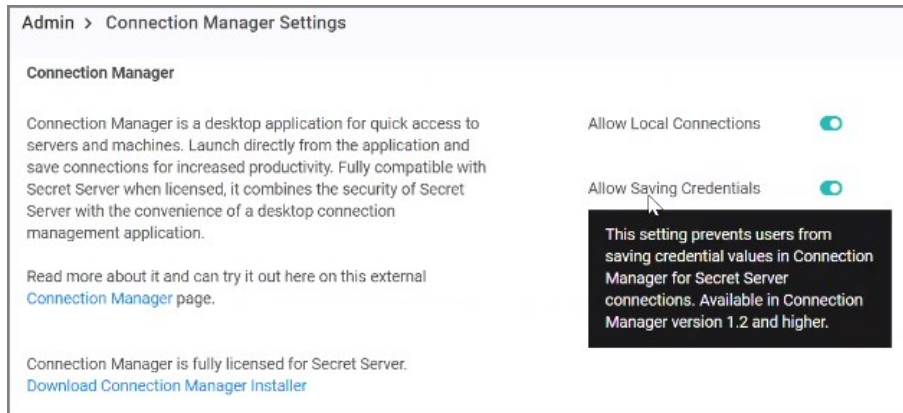 Admin > Connection Manager Settings
Connection Manager
Connection Manager is a desktop application for quick access to
servers and machines. Launch directly from the application and
save connections for increased productivity. Fully compatible with
Secret Server when licensed, it combines the security of Secret
Server with the convenience of a desktop connection
management application.
Read more about it and can try it out here on this external
Connection Manager page.
Connection Manager is fully licensed for Secret Server.
Download Connection Manager Installer
Allow Local Connections
Allow Saving Credentials
This setting prevents users from
saving credential values in Connection
Manager for Secret Server
connections. Available in Connection
Manager version 1.2 and higher.